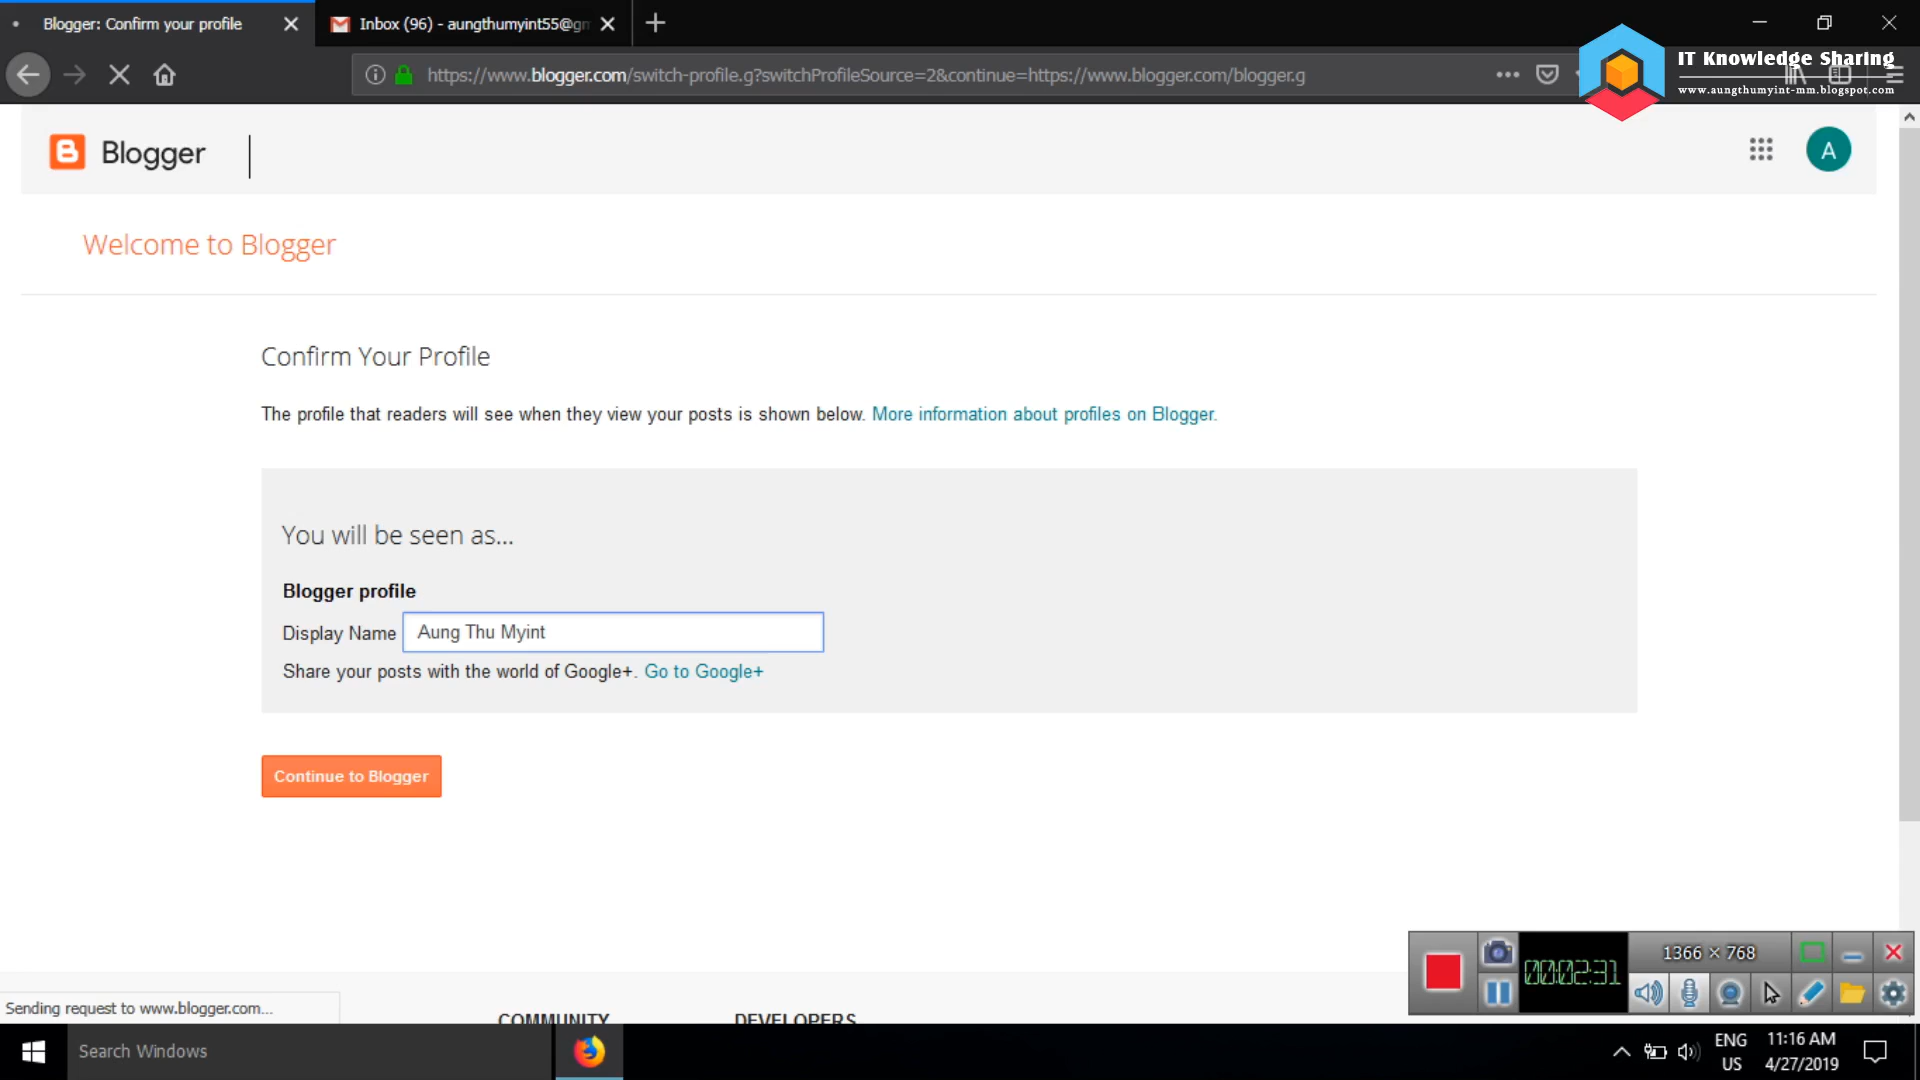 Blogger: Confirm your profile
Inbox (96) - aungthumyint55@gm
https://www.blogger.com/switch-profile.g?switchProfileSource=2&continue=https://www.blogger.com/blogger.g
IT Knowledge Sharing
www.aungthumyint-mm.blogspot.com
Blogger
A
Welcome to Blogger
Confirm Your Profile
The profile that readers will see when they view your posts is shown below. More information about profiles on Blogger.
You will be seen as...
Blogger profile
Display Name Aung Thu Myint
Share your posts with the world of Google+. Go to Google+
Continue to Blogger
1366 × 768
00:02:31
Sending request to www.blogger.com...
COMMUNITY DEVELOPERS
Search Windows
ENG
US
11:16 AM
4/27/2019